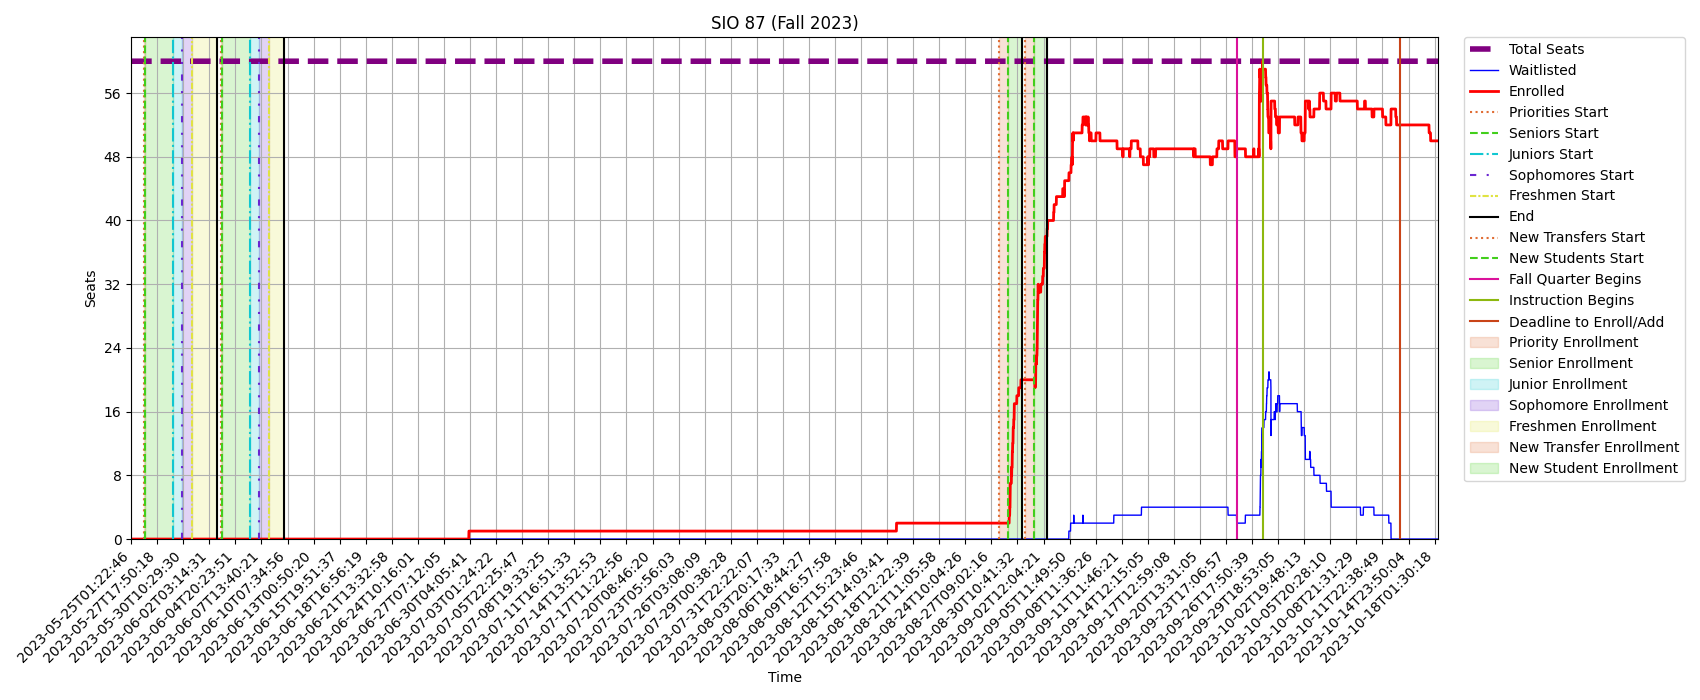 SIO 87 (Fall 2023)
Seats
56
48
40
32
24
16
8
0
2023-05-25T01:22:46
2023-05-27T17:50:18
2023-05-30T10:29:30
2023-06-02T03:14:31
2023-06-04T20:23:51
2023-06-07T13:40:21
2023-06-10T07:34:56
2023-06-13T00:50:20
2023-06-15T19:51:37
2023-06-18T16:56:19
2023-06-21T13:32:58
2023-06-24T10:16:01
2023-06-27T07:12:05
2023-06-30T04:05:41
2023-07-03T01:24:22
2023-07-05T22:25:47
2023-07-08T19:33:25
2023-07-11T16:51:33
2023-07-14T13:52:53
2023-07-17T11:22:56
2023-07-20T08:46:20
2023-07-23T05:56:03
2023-07-26T03:08:09
2023-07-29T00:38:28
2023-07-31T22:22:07
2023-08-03T20:17:33
2023-08-06T18:44:27
2023-08-09T16:57:58
2023-08-12T15:23:46
2023-08-15T14:03:41
2023-08-18T12:22:39
2023-08-21T11:05:58
2023-08-24T10:04:26
2023-08-27T09:02:16
2023-08-30T10:41:32
2023-09-02T12:04:21
2023-09-05T11:49:50
2023-09-08T11:36:26
2023-09-11T11:46:21
2023-09-14T12:15:05
2023-09-17T12:59:08
2023-09-20T13:31:05
2023-09-23T17:06:57
2023-09-26T17:50:39
2023-09-29T18:53:05
2023-10-02T19:48:13
2023-10-05T20:28:10
2023-10-08T21:31:29
2023-10-11T22:38:49
2023-10-14T23:50:04
2023-10-18T01:30:18
Time
Total Seats
Waitlisted
Enrolled
Priorities Start
Seniors Start
Juniors Start
Sophomores Start
Freshmen Start
End
New Transfers Start
New Students Start
Fall Quarter Begins
Instruction Begins
Deadline to Enroll/Add
Priority Enrollment
Senior Enrollment
Junior Enrollment
Sophomore Enrollment
Freshmen Enrollment
New Transfer Enrollment
New Student Enrollment